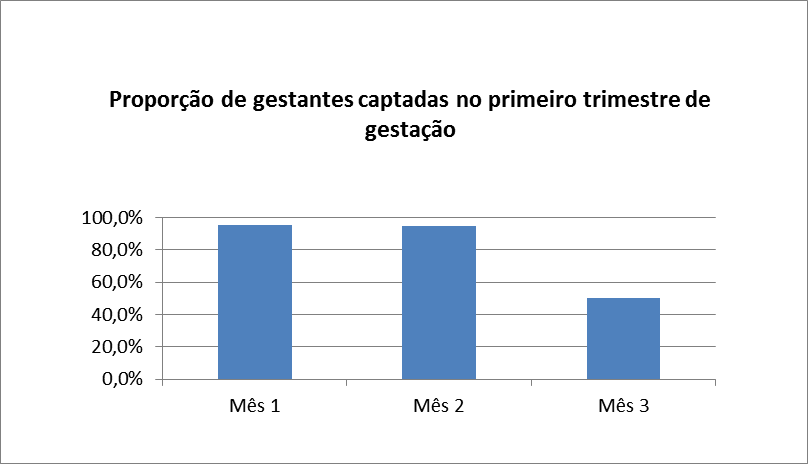 Proporção de gestantes captadas no primeiro trimestre de
gestação
100,0%
80,0%
60,0%
40,0%
20,0%
0,0%
Mês 1
Mês 2
Mês 3